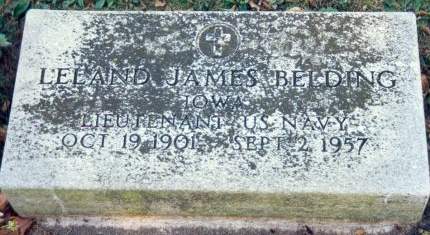 LELAND JAMES BELDING
IOWA
LIEUTENANT US NAVY
OCT 19 1901 SEPT 2 1957